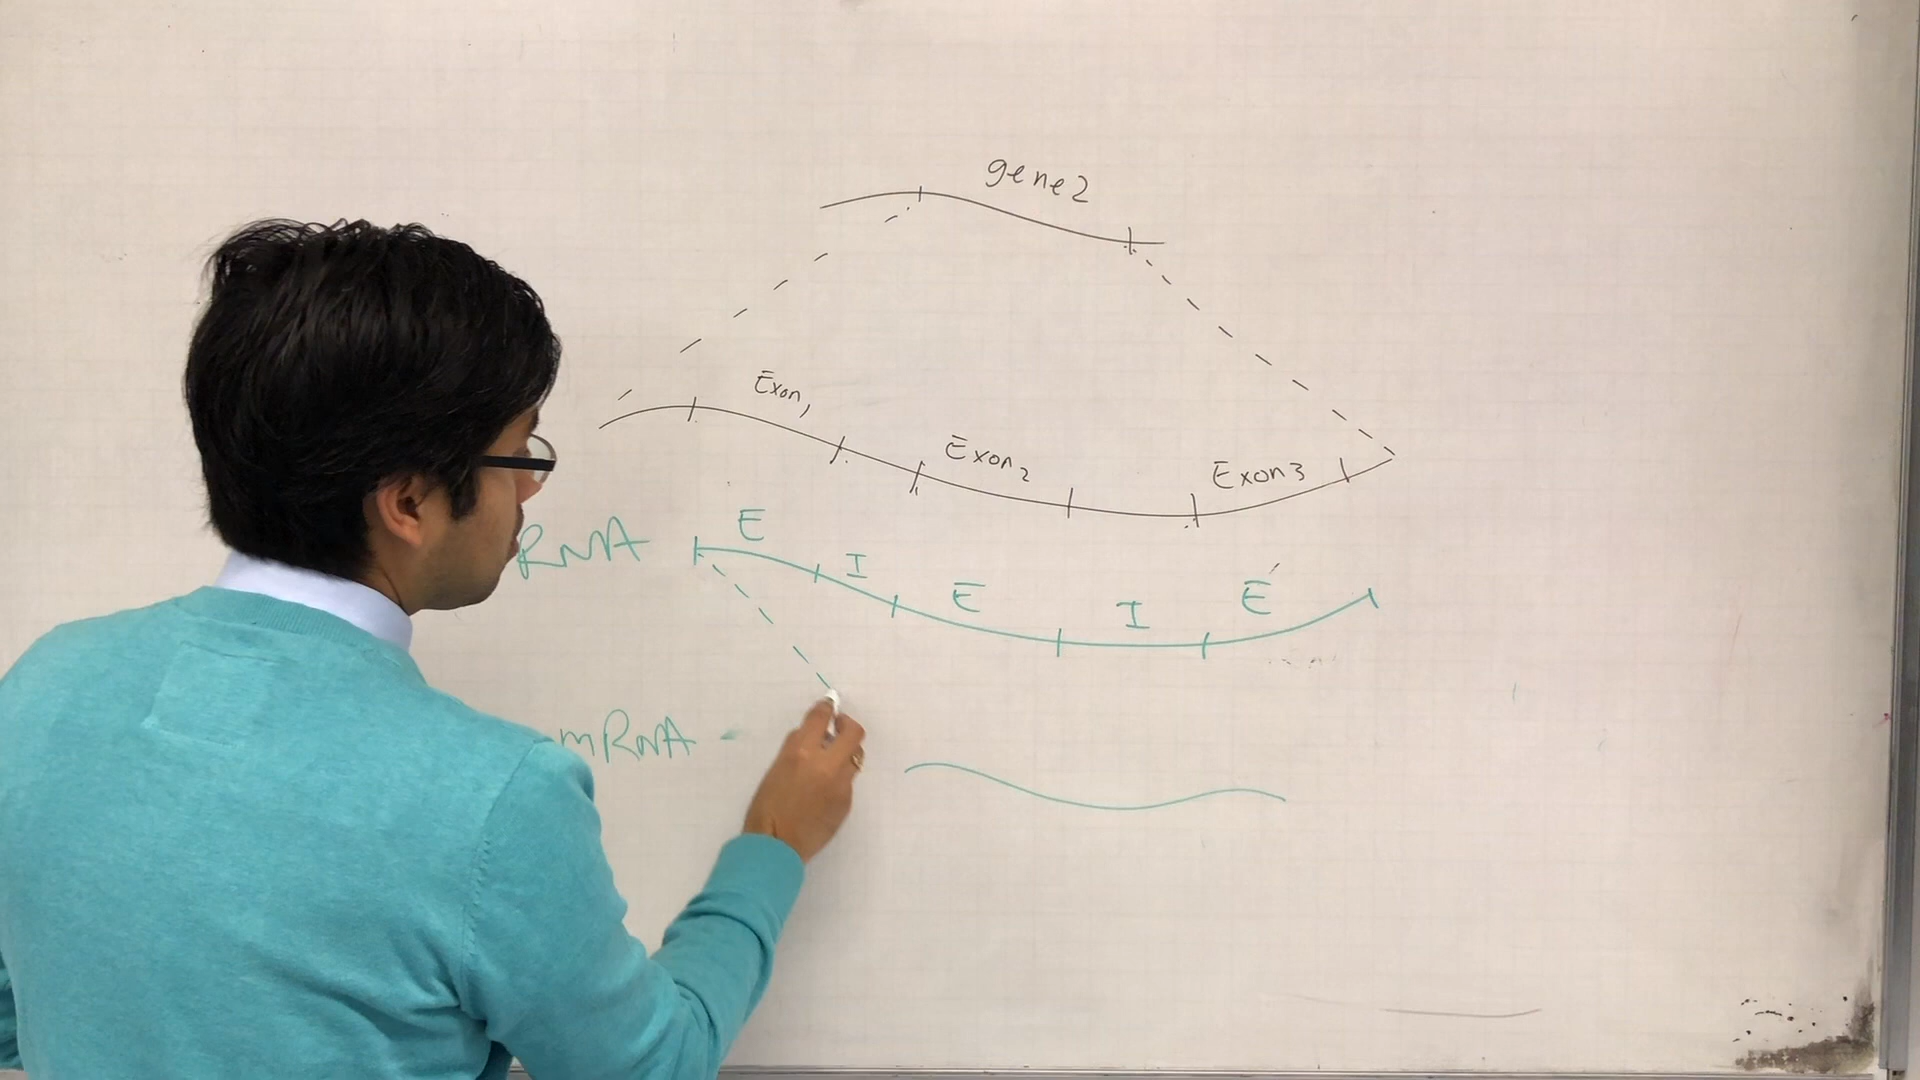 gene2
Exon1
Exon2
Exon3
RNA
E I E I E
mRNA -